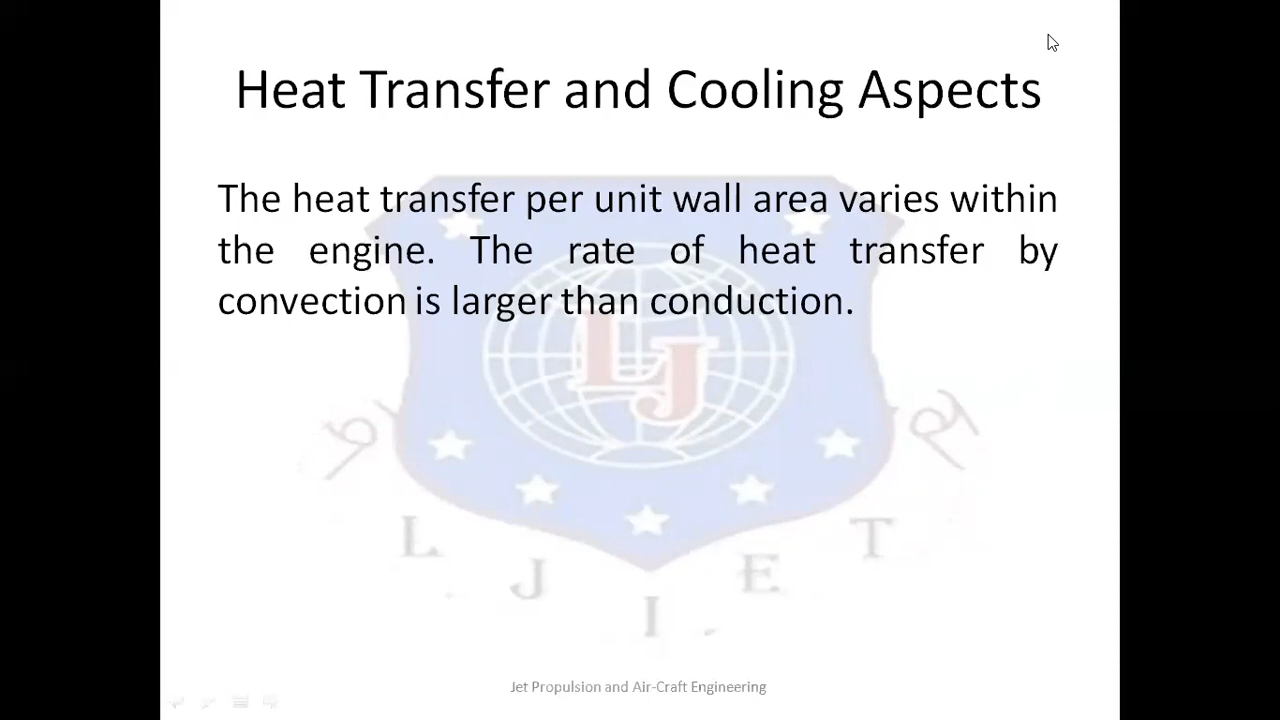 Heat Transfer and Cooling Aspects
The heat transfer per unit wall area varies within
the engine. The rate of heat transfer by
convection is larger than conduction.
LJ
L J I E T
Jet Propulsion and Air-Craft Engineering